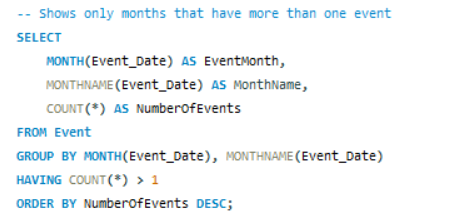 -- Shows only months that have more than one event
SELECT
MONTH(Event_Date) AS EventMonth,
MONTHNAME(Event_Date) AS MonthName,
COUNT(*) AS NumberOfEvents
FROM Event
GROUP BY MONTH(Event_Date), MONTHNAME(Event_Date)
HAVING COUNT(*) > 1
ORDER BY NumberOfEvents DESC;